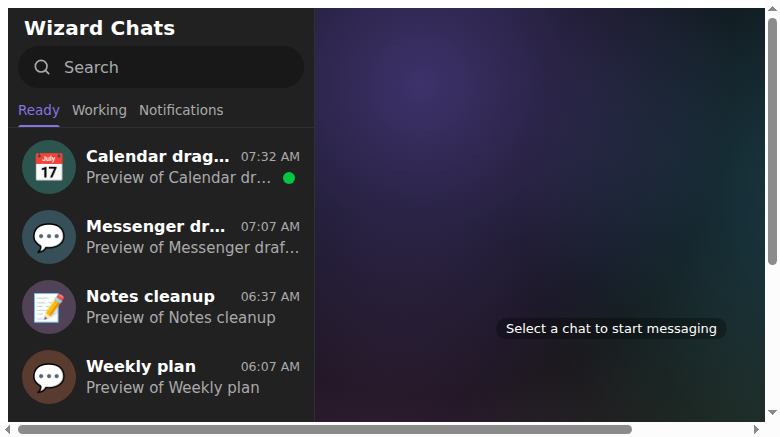 Wizard Chats
Search
Ready Working Notifications
Calendar drag... 07:32 AM
Preview of Calendar dr...
Messenger dr... 07:07 AM
Preview of Messenger draf...
Notes cleanup 06:37 AM
Preview of Notes cleanup
Weekly plan 06:07 AM
Preview of Weekly plan
July
17
Select a chat to start messaging